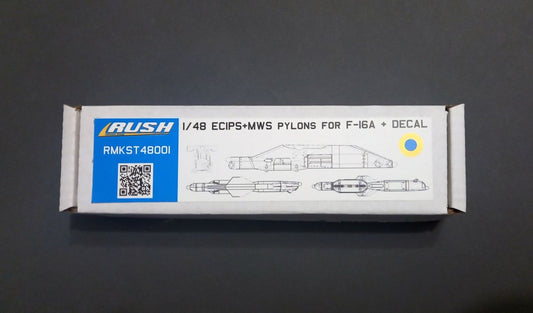 RUSH
1/48 ECIPS+MWS PYLONS FOR F-16A + DECAL
RMKST48001